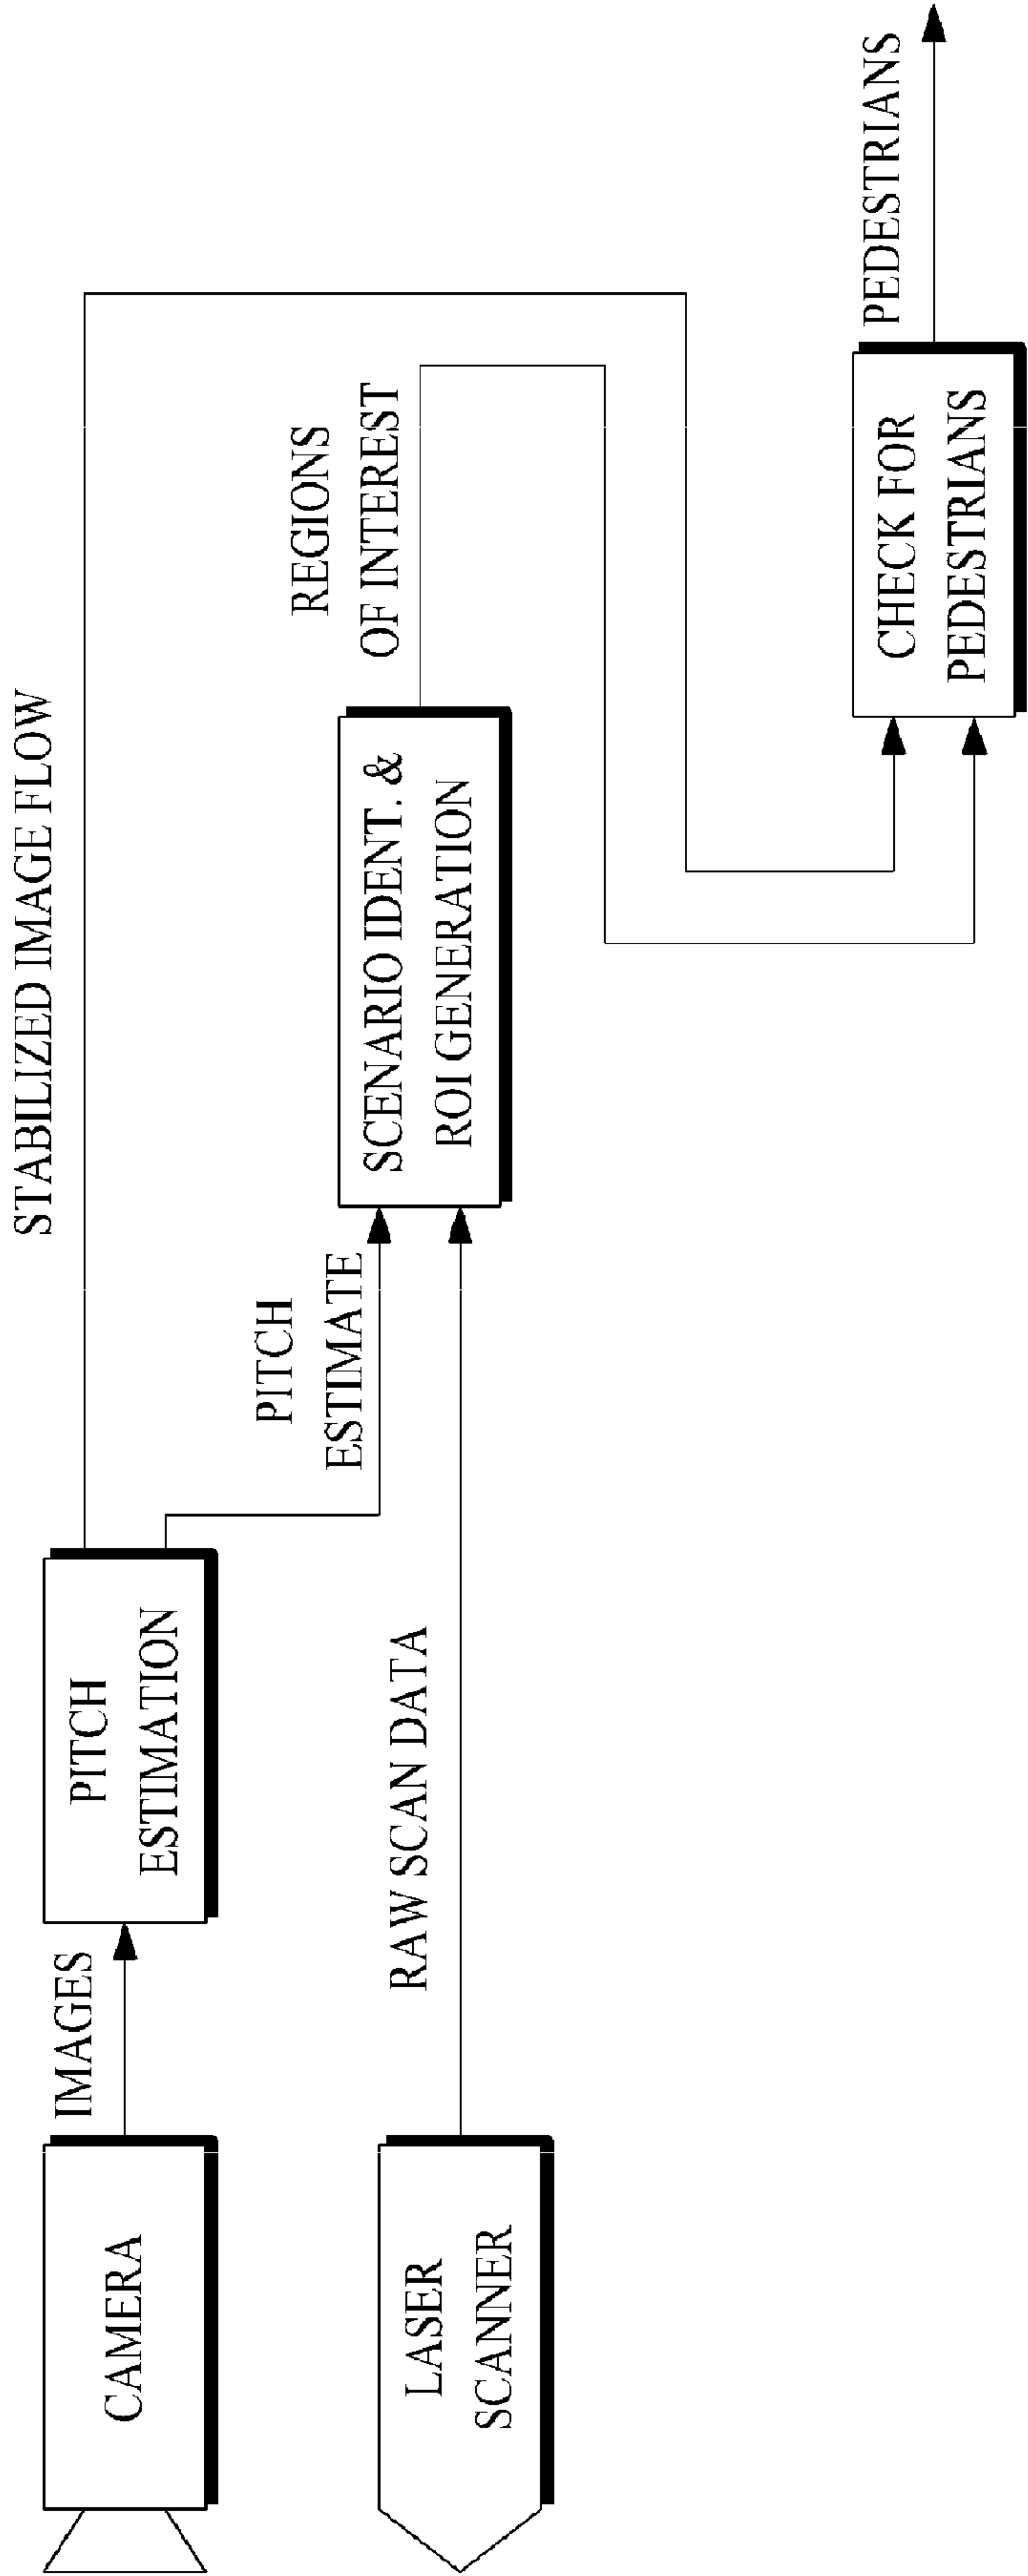 STABILIZED IMAGE FLOW
CAMERA
IMAGES
PITCH
ESTIMATION
PITCH
ESTIMATE
LASER
SCANNER
RAW SCAN DATA
SCENARIO IDENT. &
ROI GENERATION
REGIONS
OF INTEREST
CHECK FOR
PEDESTRIANS
PEDESTRIANS